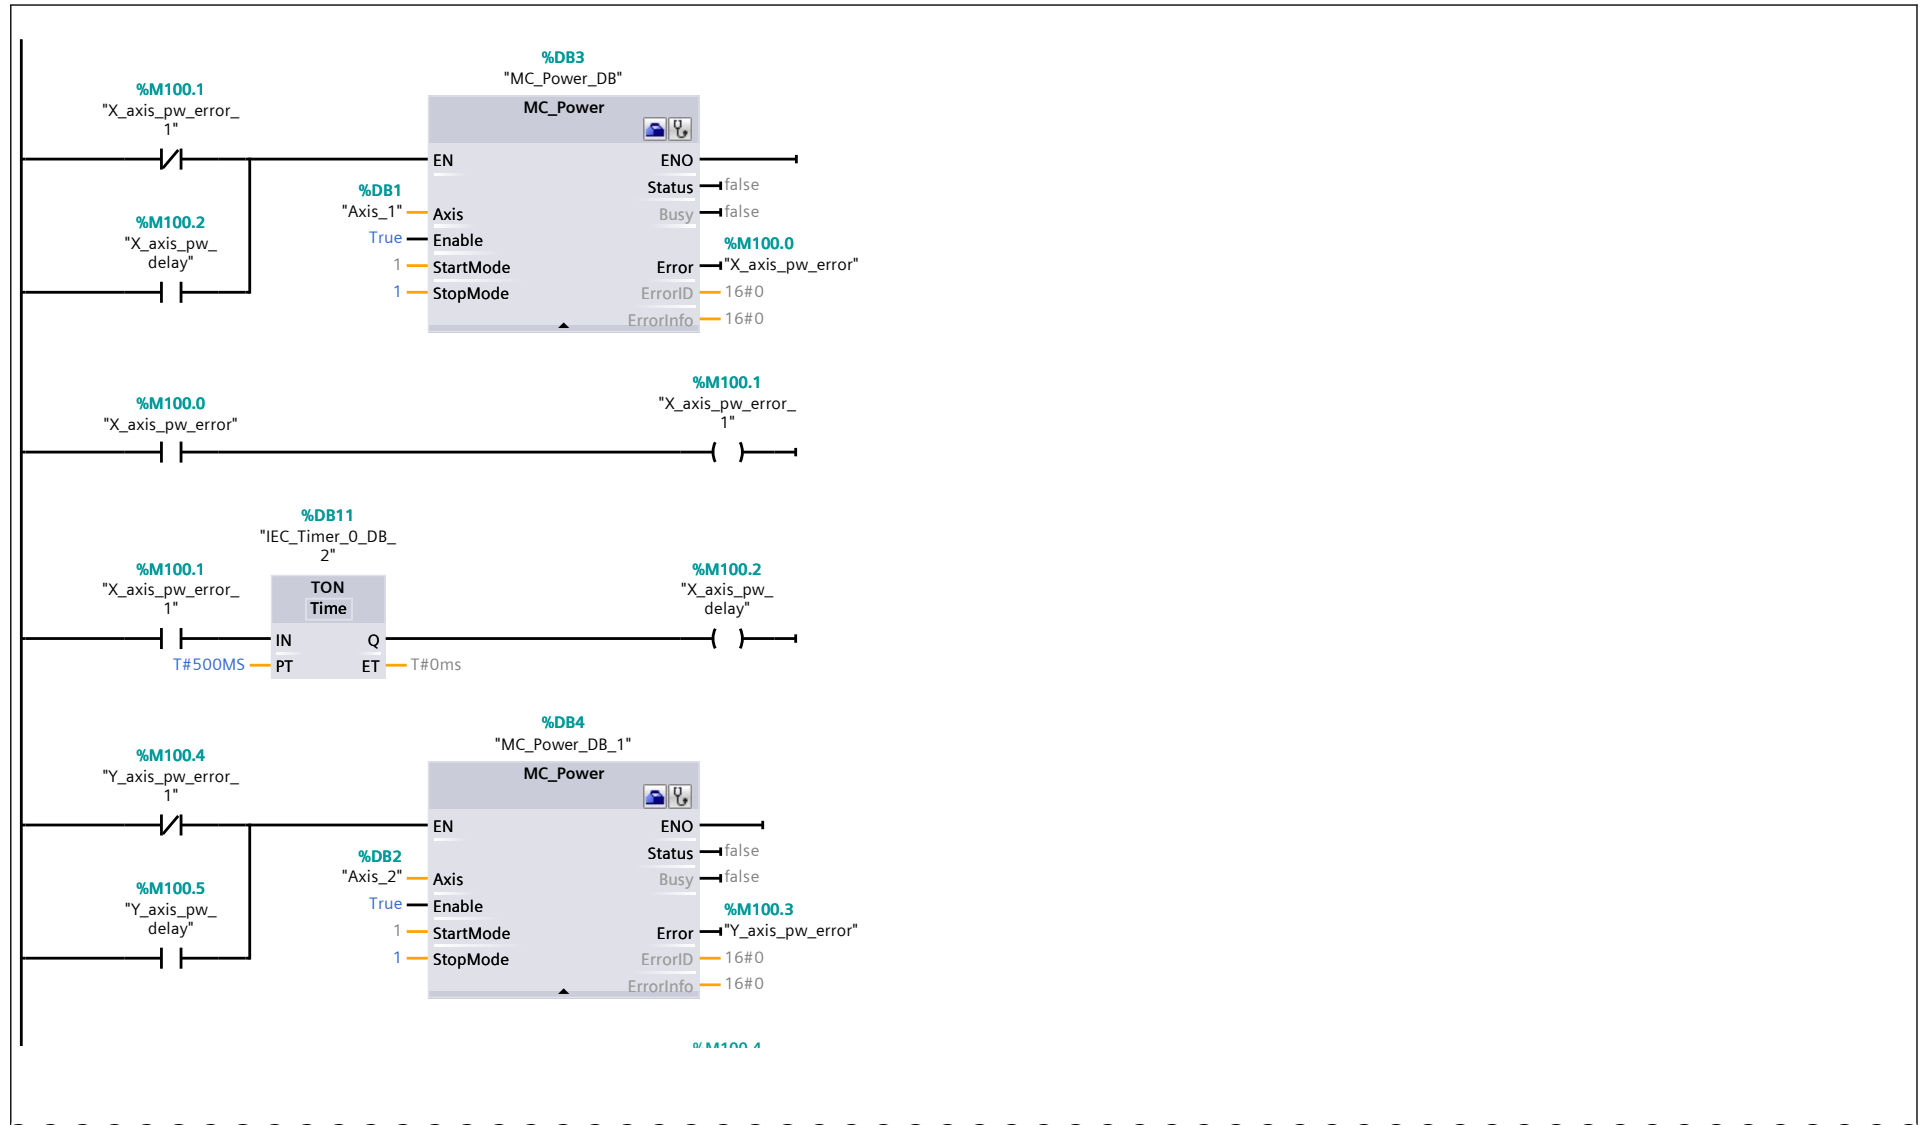 %DB3
"MC_Power_DB"
%M100.1
"X_axis_pw_error_
1"
MC_Power
EN
ENO
%DB1
"Axis_1"
Axis
Status
false
%M100.2
"X_axis_pw_
delay"
Busy
false
True
Enable
%M100.0
1
StartMode
Error
"X_axis_pw_error"
1
StopMode
ErrorID
16#0
ErrorInfo
16#0
%M100.0
"X_axis_pw_error"
%M100.1
"X_axis_pw_error_
1"
%DB11
"IEC_Timer_0_DB_
2"
%M100.1
"X_axis_pw_error_
1"
TON
Time
%M100.2
"X_axis_pw_
delay"
IN
Q
T#500MS
PT
ET
T#0ms
%DB4
"MC_Power_DB_1"
%M100.4
"Y_axis_pw_error_
1"
MC_Power
EN
ENO
%DB2
"Axis_2"
Axis
Status
false
%M100.5
"Y_axis_pw_
delay"
Busy
false
True
Enable
%M100.3
1
StartMode
Error
"Y_axis_pw_error"
1
StopMode
ErrorID
16#0
ErrorInfo
16#0
%M100.4